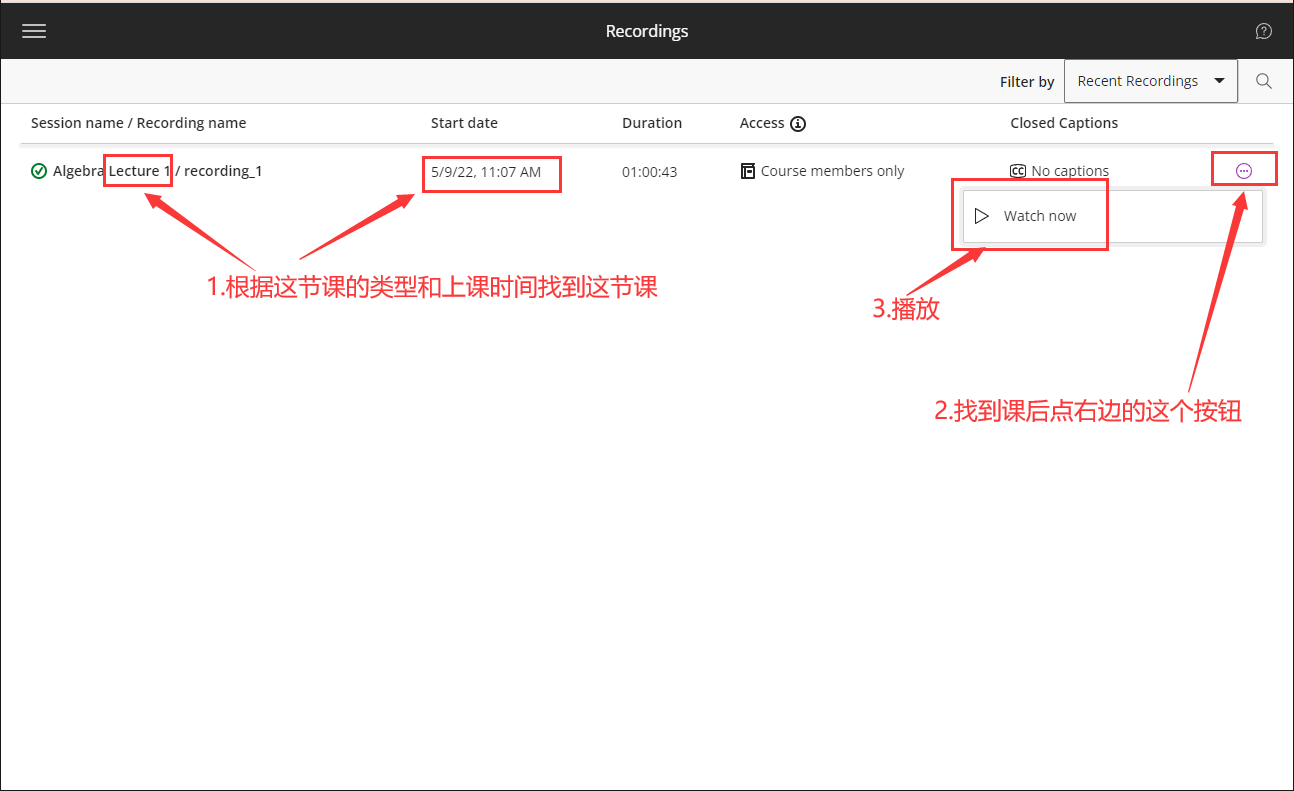 Recordings
Filter by Recent Recordings
Session name / Recording name Start date Duration Access Closed Captions
Algebra Lecture 1 / recording_1 5/9/22, 11:07 AM 01:00:43 Course members only CC No captions
Watch now
1.根据这节课的类型和上课时间找到这节课
3.播放
2.找到课后点右边的这个按钮